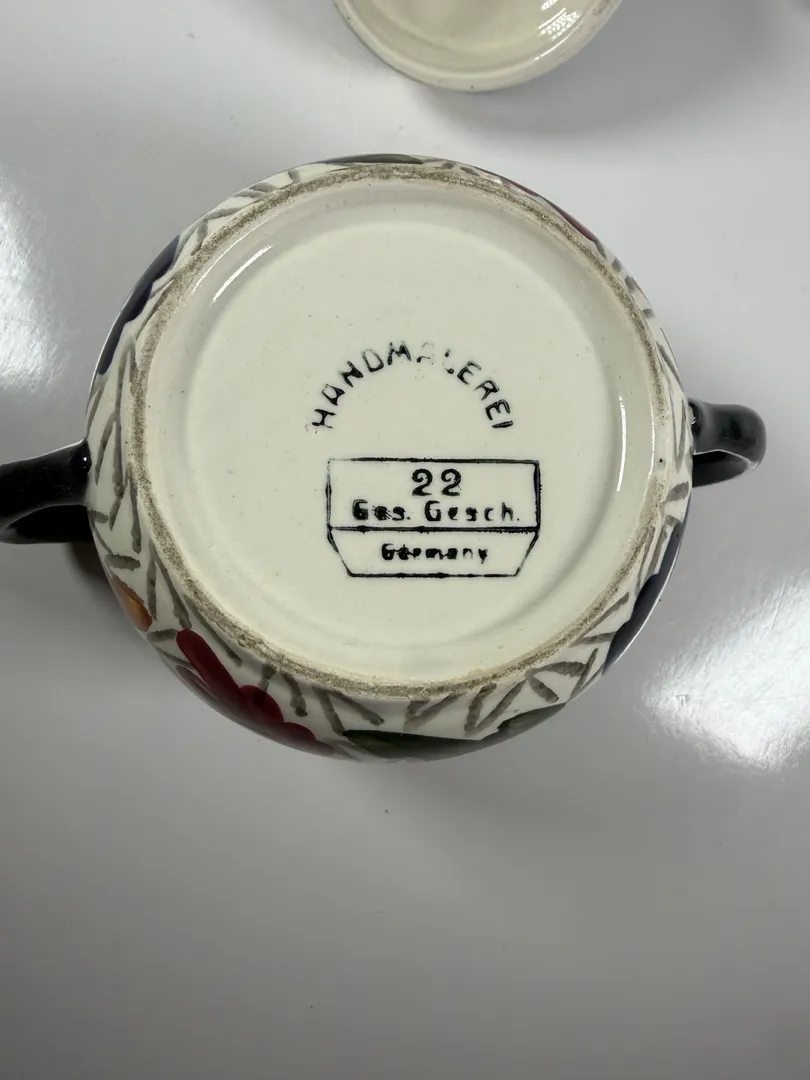 HANDMALEREI
22
Ges. Gesch.
Germany